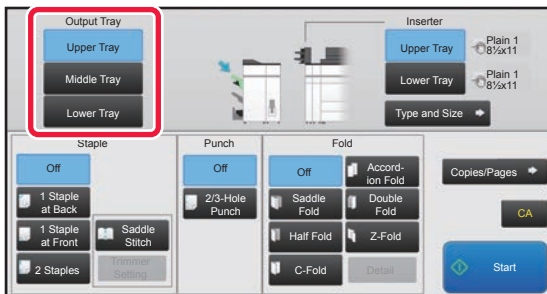 Output Tray
Upper Tray
Middle Tray
Lower Tray
Inserter
Upper Tray
Plain 1
8½x11
Lower Tray
Plain 1
8½x11
Type and Size
Staple
Off
1 Staple
at Back
1 Staple
at Front
2 Staples
Saddle
Stitch
Trimmer
Setting
Punch
Off
2/3-Hole
Punch
Fold
Off
Accord-
ion Fold
Saddle
Fold
Double
Fold
Half Fold
Z-Fold
C-Fold
Detail
Copies/Pages
CA
Start